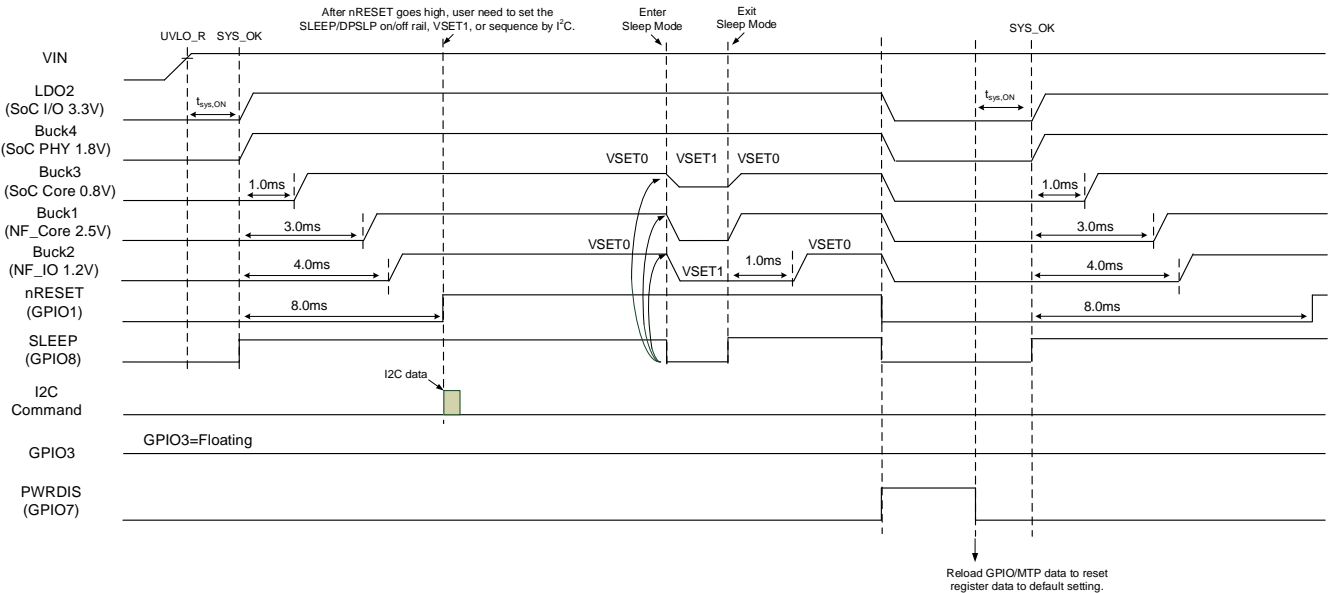 After nRESET goes high, user need to set the
SLEEP/DPSLP on/off rail, VSET1, or sequence by I2C.
Enter
Sleep Mode
Exit
Sleep Mode
UVLO_R
SYS_OK
SYS_OK
VIN
LDO2
(SoC I/O 3.3V)
tsys,ON
tsys,ON
Buck4
(SoC PHY 1.8V)
Buck3
(SoC Core 0.8V)
1.0ms
VSET0
VSET1
VSET0
1.0ms
Buck1
(NF_Core 2.5V)
3.0ms
3.0ms
Buck2
(NF_IO 1.2V)
4.0ms
VSET0
VSET1
1.0ms
VSET0
4.0ms
nRESET
(GPIO1)
8.0ms
8.0ms
SLEEP
(GPIO8)
I2C data
I2C
Command
GPIO3=Floating
GPIO3
PWRDIS
(GPIO7)
Reload GPIO/MTP data to reset
register data to default setting.